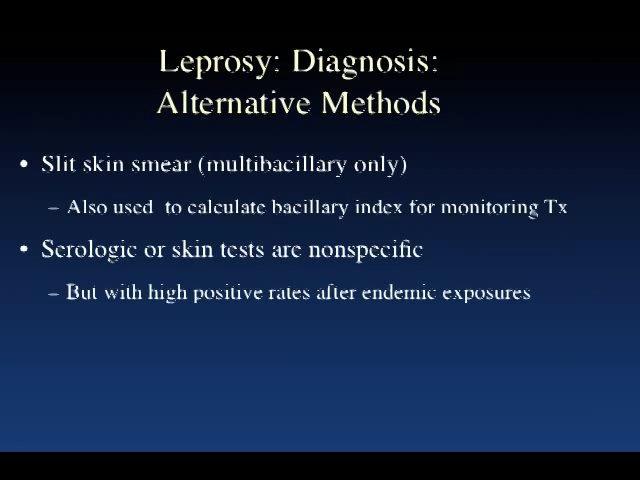 Leprosy: Diagnosis:
Alternative Methods
• Slit skin smear (multibacillary only)
– Also used to calculate bacillary index for monitoring Tx
• Serologic or skin tests are nonspecific
– But with high positive rates after endemic exposures